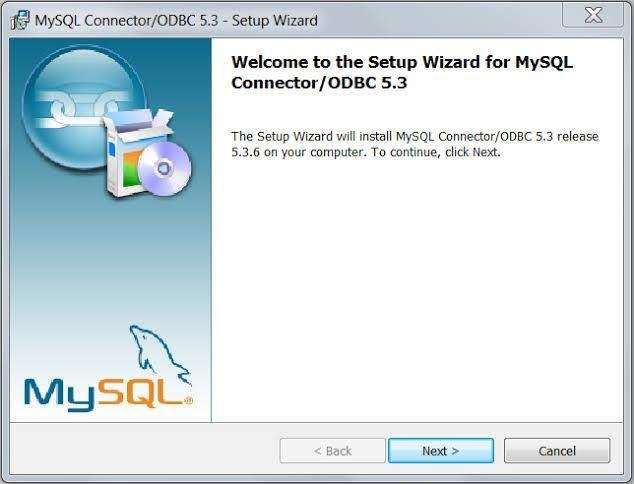 MySQL Connector/ODBC 5.3 - Setup Wizard
Welcome to the Setup Wizard for MySQL
Connector/ODBC 5.3
The Setup Wizard will install MySQL Connector/ODBC 5.3 release
5.3.6 on your computer. To continue, click Next.
MySQL®
< Back
Next >
Cancel